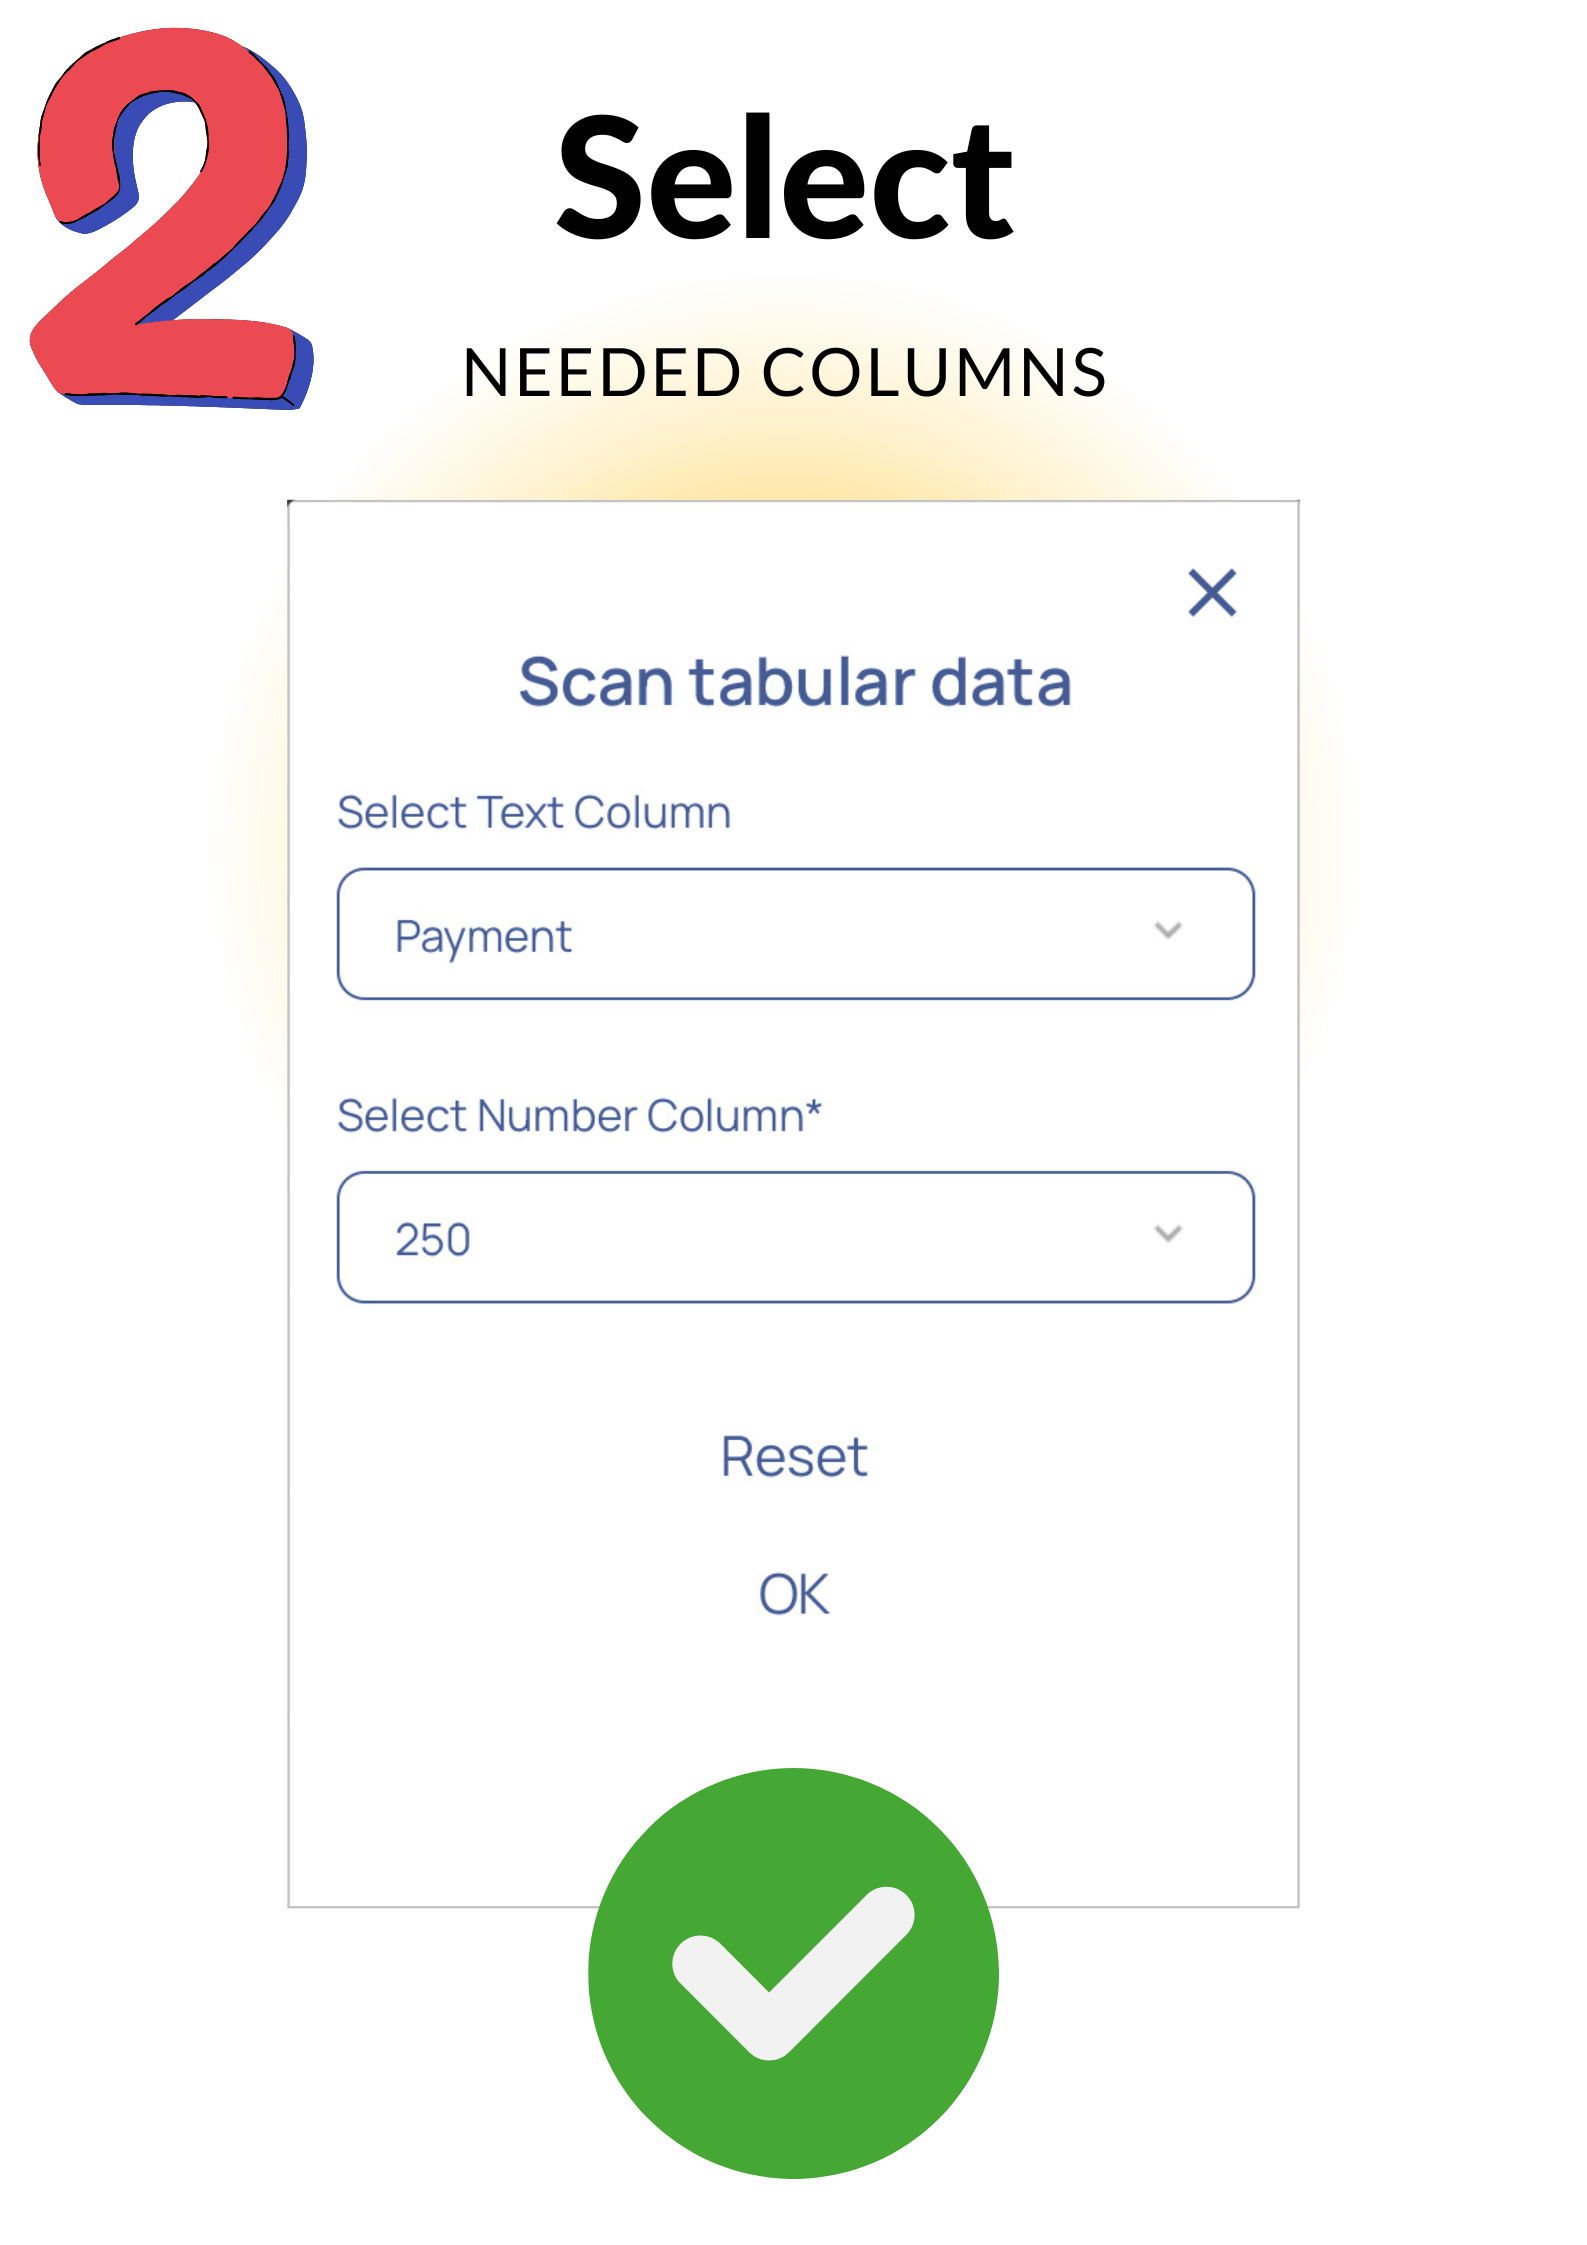 2
Select
NEEDED COLUMNS
Scan tabular data
Select Text Column
Payment
Select Number Column*
250
Reset
OK